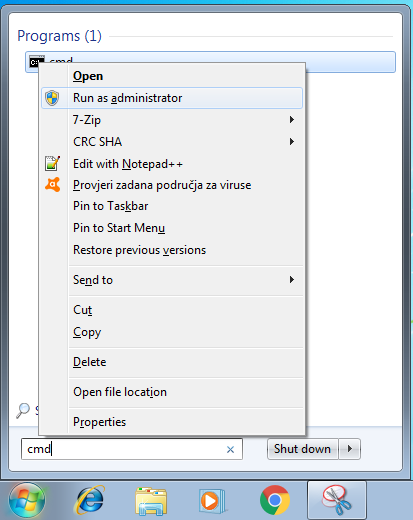 Programs (1)
cmd
Open
Run as administrator
7-Zip
CRC SHA
Edit with Notepad++
Provjeri zadana područja za viruse
Pin to Taskbar
Pin to Start Menu
Restore previous versions
Send to
Cut
Copy
Delete
Open file location
Properties
cmd
Shut down